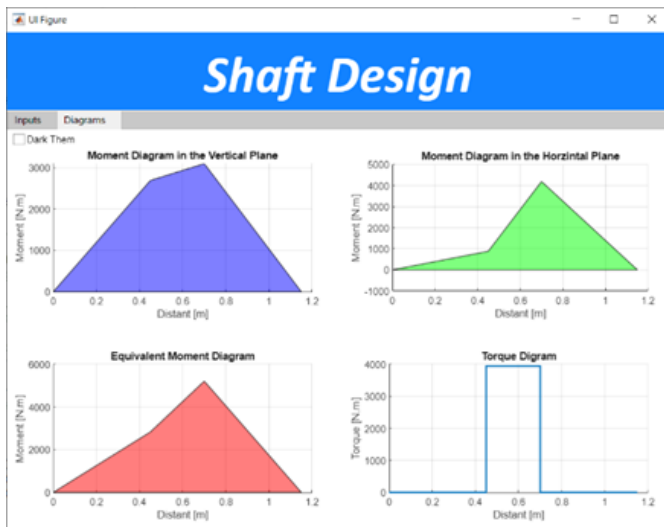 UI Figure
Shaft Design
Inputs Diagrams
Dark Them
Moment Diagram in the Vertical Plane
3000
2000
1000
0
Moment [N.m]
0 0.2 0.4 0.6 0.8 1 1.2
Distant [m]
Moment Diagram in the Horzintal Plane
5000
4000
3000
2000
1000
0
-1000
Moment [N.m]
0 0.2 0.4 0.6 0.8 1 1.2
Distant [m]
Equivalent Moment Diagram
6000
4000
2000
0
Moment [N.m]
0 0.2 0.4 0.6 0.8 1 1.2
Distant [m]
Torque Digram
4000
3000
2000
1000
0
Torque [N.m]
0 0.2 0.4 0.6 0.8 1 1.2
Distant [m]